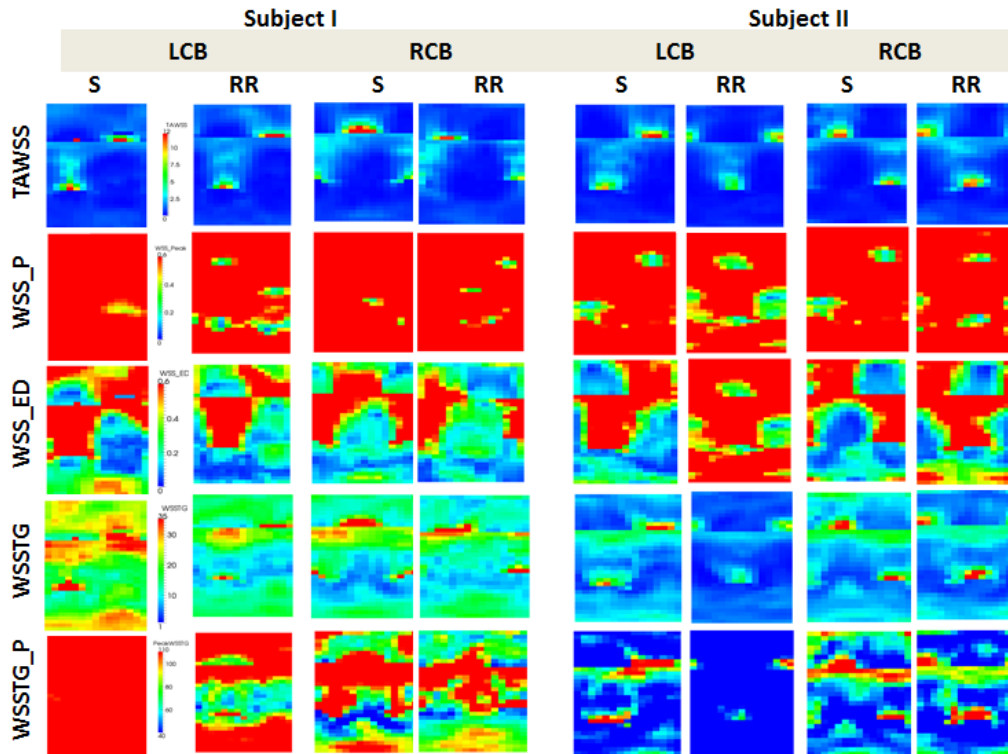 Subject I Subject II
LCB RCB LCB RCB
S RR S RR S RR S RR
TAWSS
TAWSS
12
10
7.5
5
2.5
0
WSS_P
WSS_Peak
0.6
0.4
0.2
0
WSS_ED
WSS_ED
0.6
0.4
0.2
0
WSSTG
WSSTG
35
30
20
10
1
WSSTG_P
PeakWSSTG
110
100
80
60
40